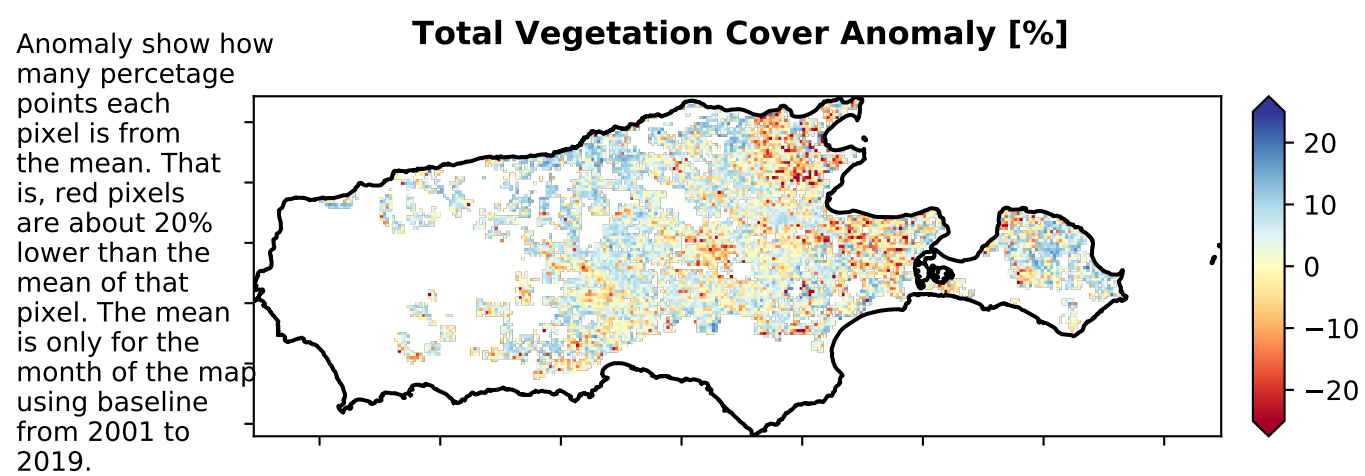 Total Vegetation Cover Anomaly [%]
Anomaly show how
many percetage
points each
pixel is from
the mean. That
is, red pixels
are about 20%
lower than the
mean of that
pixel. The mean
is only for the
month of the map
using baseline
from 2001 to
2019.
20
10
0
−10
−20